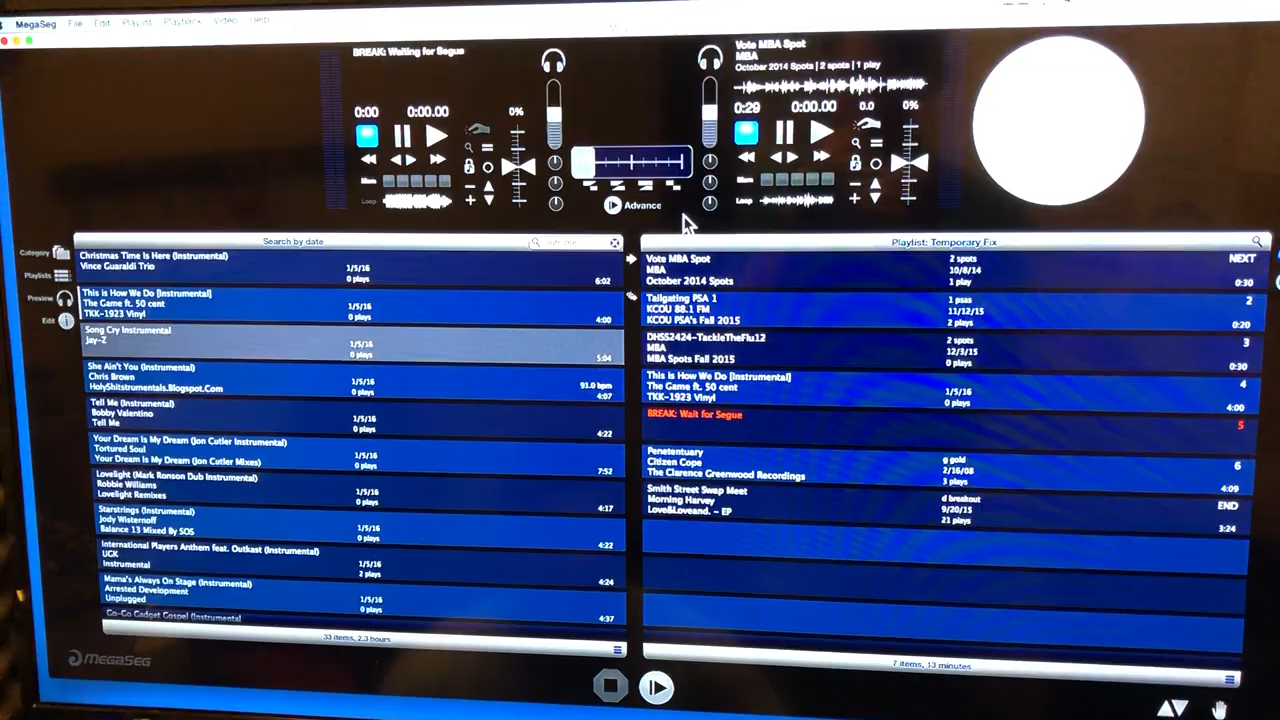 MegaSeg File Edit Playlist Playback Video Help
BREAK: Waiting for Segue
0:00 0:00.00 0%
Loop
Vote MBA Spot
MBA
October 2014 Spots | 2 spots | 1 play
0:29 0:00.00 0.0 0%
Loop
Advance
Category
Playlists
Preview
Edit
Search by date
Christmas Time Is Here (Instrumental)
Vince Guaraldi Trio 1/5/16
0 plays 6:02
This is How We Do [Instrumental]
The Game ft. 50 cent 1/5/16
TKK-1923 Vinyl 0 plays 4:00
Song Cry Instrumental
Jay-Z 1/5/16
0 plays 5:04
She Ain't You (Instrumental)
Chris Brown 1/5/16 91.0 bpm
HolyShitstrumentals.Blogspot.Com 0 plays 4:07
Tell Me (Instrumental)
Bobby Valentino 1/5/16
Tell Me 0 plays 4:22
Your Dream Is My Dream (Jon Cutler Instrumental)
Tortured Soul 1/5/16
Your Dream Is My Dream (Jon Cutler Mixes) 0 plays 7:52
Lovelight (Mark Ronson Dub Instrumental)
Robbie Williams 1/5/16
Lovelight Remixes 0 plays 4:17
Starstrings (Instrumental)
Jody Wisternoff 1/5/16
Balance 13 Mixed By SOS 0 plays 4:22
International Players Anthem feat. Outkast (Instrumental)
UGK 1/5/16
Instrumental 2 plays 4:24
Mama's Always On Stage (Instrumental)
Arrested Development 1/5/16
Unplugged 0 plays 4:37
Go-Go Gadget Gospel (Instrumental
33 items, 2.3 hours
Playlist: Temporary Fix
Vote MBA Spot 2 spots NEXT
MBA 10/8/14
October 2014 Spots 1 play 0:30
Tailgating PSA 1 1 psas 2
KCOU 88.1 FM 11/12/15
KCOU PSA's Fall 2015 2 plays 0:20
DHSS2424-TackleTheFlu12 2 spots 3
MBA 12/3/15
MBA Spots Fall 2015 0 plays 0:30
This is How We Do [Instrumental] 4
The Game ft. 50 cent 1/5/16
TKK-1923 Vinyl 0 plays 4:00
BREAK: Wait for Segue 5
Penetentuary g gold 6
Citizen Cope 2/16/08
The Clarence Greenwood Recordings 3 plays 4:09
Smith Street Swap Meet d breakout END
Morning Harvey 9/20/15
Love&Loveand. - EP 21 plays 3:24
7 items, 13 minutes
MEGASEG